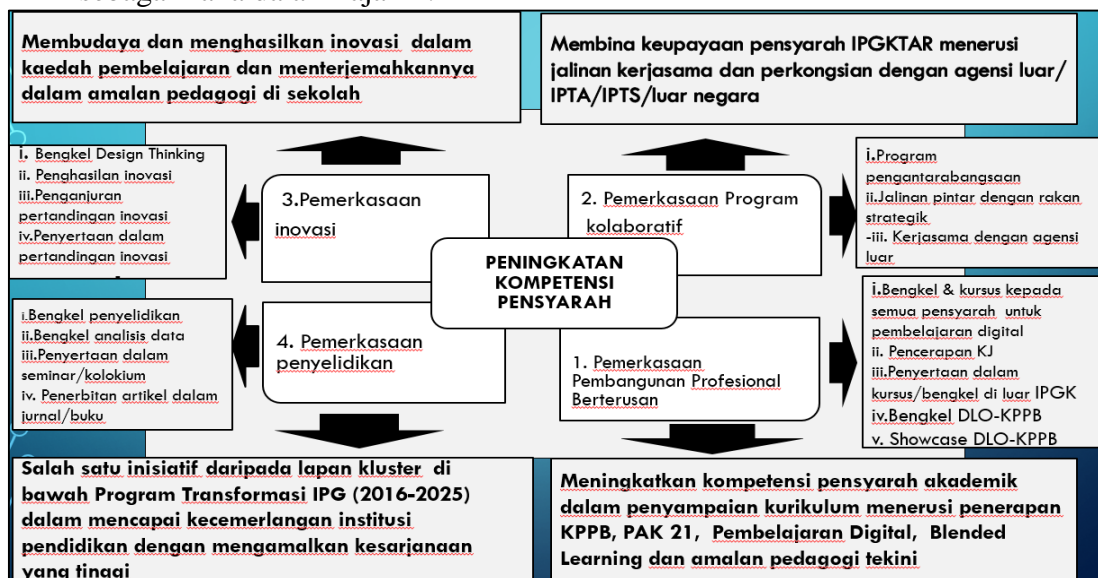 Membudaya dan menghasilkan inovasi dalam
kaedah pembelajaran dan menterjemahkannya
dalam amalan pedagogi di sekolah
Membina keupayaan pensyarah IPGKTAR menerusi
jalinan kerjasama dan perkongsian dengan agensi luar/
IPTA/IPTS/luar negara
i. Bengkel Design Thinking
ii. Penghasilan inovasi
iii.Penganjuran
pertandingan inovasi
iv.Penyertaan dalam
pertandingan inovasi
3.Pemerkasaan
inovasi
2. Pemerkasaan Program
kolaboratif
i.Program
pengantarabangsaan
ii.Jalinan pintar dengan rakan
strategik
-iii. Kerjasama dengan agensi
luar
PENINGKATAN
KOMPETENSI
PENSYARAH
i.Bengkel penyelidikan
ii.Bengkel analisis data
iii.Penyertaan dalam
seminar/kolokium
iv. Penerbitan artikel dalam
jurnal/buku
4. Pemerkasaan
penyelidikan
1. Pemerkasaan
Pembangunan Profesional
Berterusan
i.Bengkel & kursus kepada
semua pensyarah untuk
pembelajaran digital
ii. Pencerapan KJ
iii.Penyertaan dalam
kursus/bengkel di luar IPGK
iv.Bengkel DLO-KPPB
v. Showcase DLO-KPPB
Salah satu inisiatif daripada lapan kluster di
bawah Program Transformasi IPG (2016-2025)
dalam mencapai kecemerlangan institusi
pendidikan dengan mengamalkan kesarjanaan
yang tinggi
Meningkatkan kompetensi pensyarah akademik
dalam penyampaian kurikulum menerusi penerapan
KPPB, PAK 21, Pembelajaran Digital, Blended
Learning dan amalan pedagogi tekini